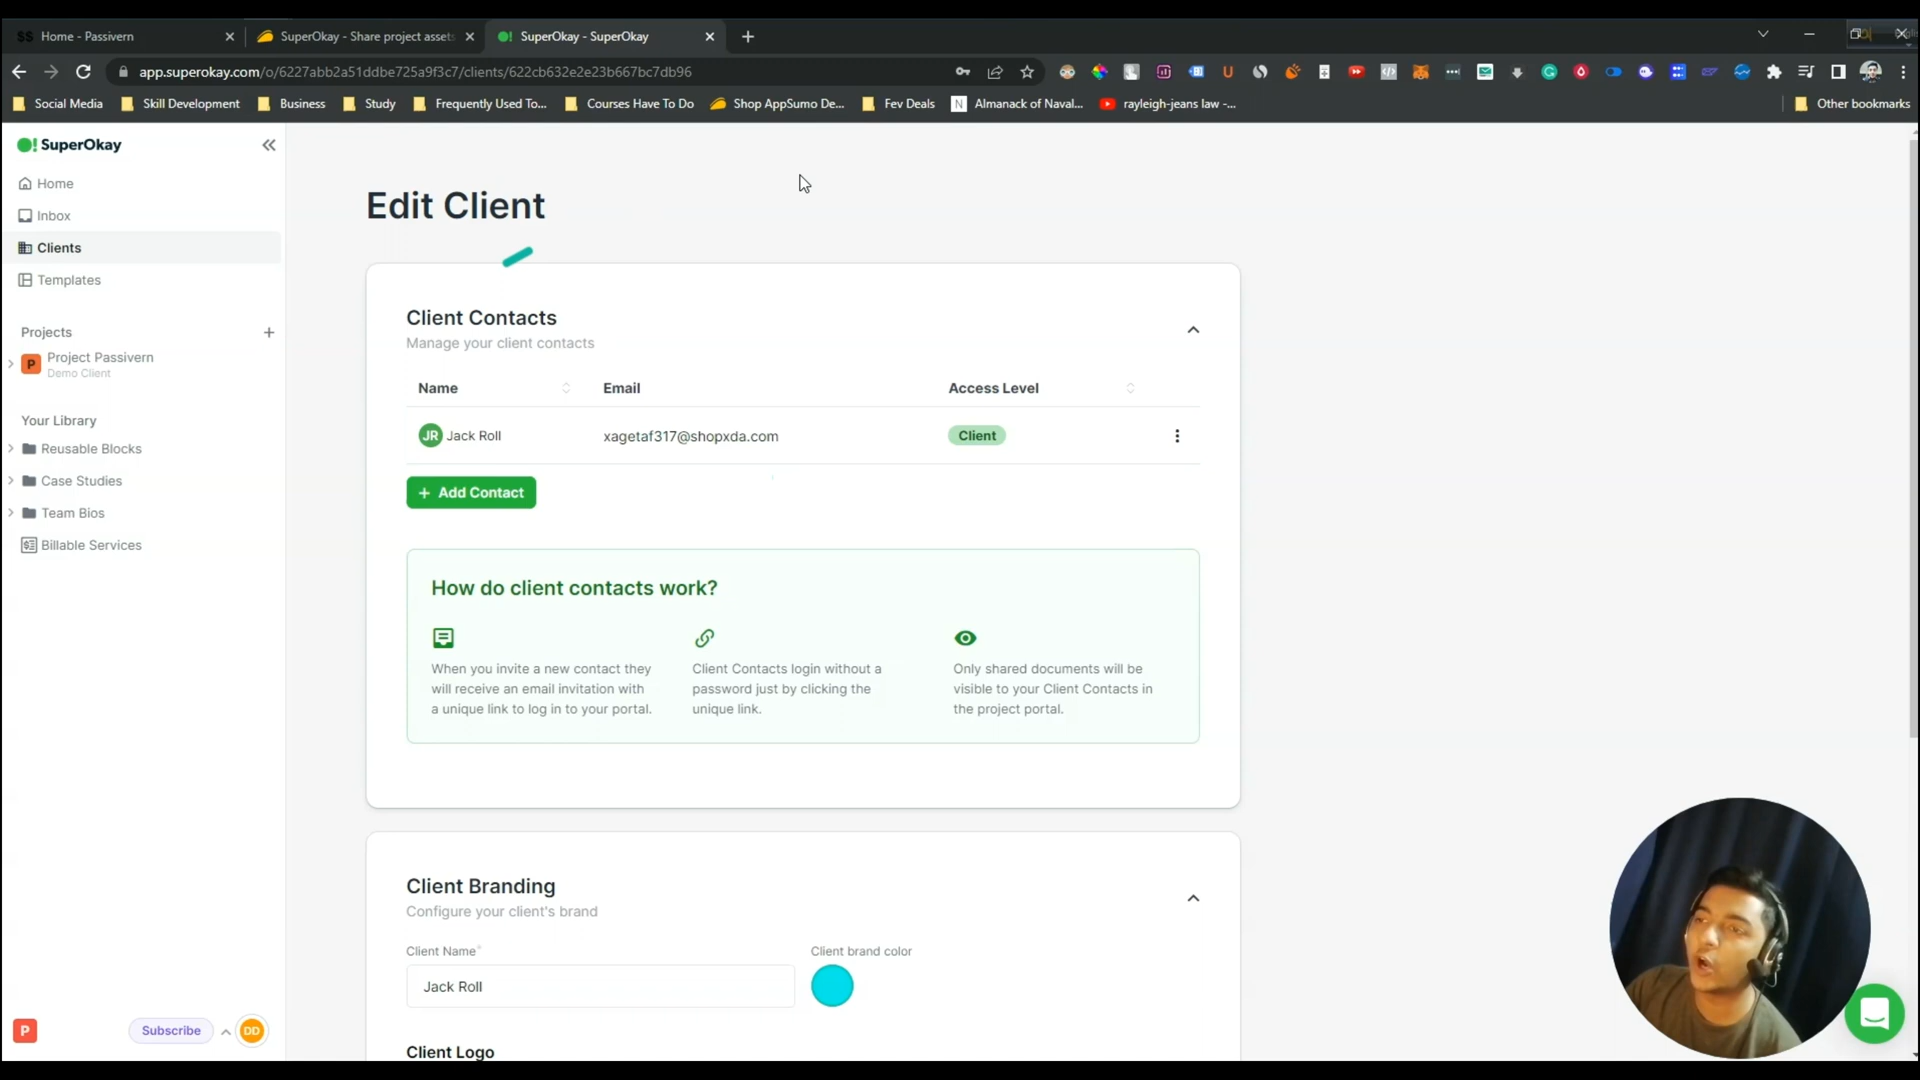 $$ Home - Passivern
SuperOkay - Share project assets
SuperOkay - SuperOkay
app.superokay.com/o/6227abb2a51ddbe725a9f3c7/clients/622cb632e2e23b667bc7db96
Social Media
Skill Development
Business
Study
Frequently Used To...
Courses Have To Do
Shop AppSumo De...
Fev Deals
N Almanack of Naval...
rayleigh-jeans law -...
Other bookmarks
SuperOkay
Home
Inbox
Clients
Templates
Projects
P Project Passivern
Demo Client
Your Library
Reusable Blocks
Case Studies
Team Bios
Billable Services
P
Subscribe
DD
Edit Client
Client Contacts
Manage your client contacts
Name Email Access Level
JR Jack Roll xagetaf317@shopxda.com Client
+ Add Contact
How do client contacts work?
When you invite a new contact they
will receive an email invitation with
a unique link to log in to your portal.
Client Contacts login without a
password just by clicking the
unique link.
Only shared documents will be
visible to your Client Contacts in
the project portal.
Client Branding
Configure your client's brand
Client Name*
Jack Roll
Client brand color
Client Logo